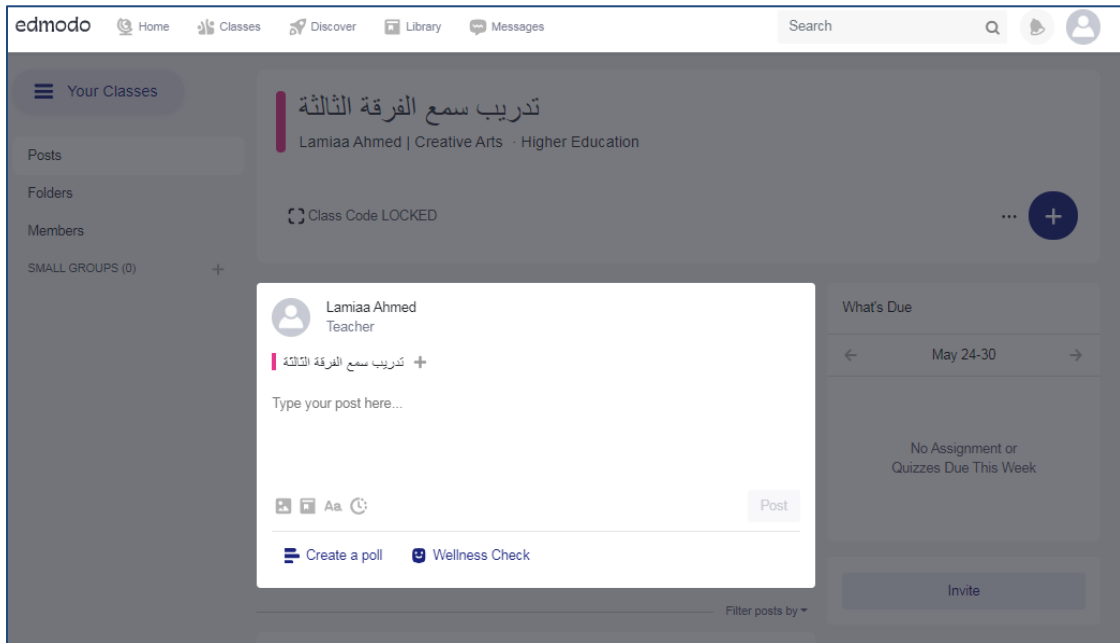 edmodo Home Classes Discover Library Messages Search
Your Classes
Posts
Folders
Members
SMALL GROUPS (0) +
تدريب سمع الفرقة الثالثة
Lamiaa Ahmed | Creative Arts · Higher Education
Class Code LOCKED
... +
Lamiaa Ahmed
Teacher
تدريب سمع الفرقة الثالثة +
Type your post here...
Aa Post
Create a poll Wellness Check
Filter posts by
What's Due
← May 24-30 →
No Assignment or
Quizzes Due This Week
Invite